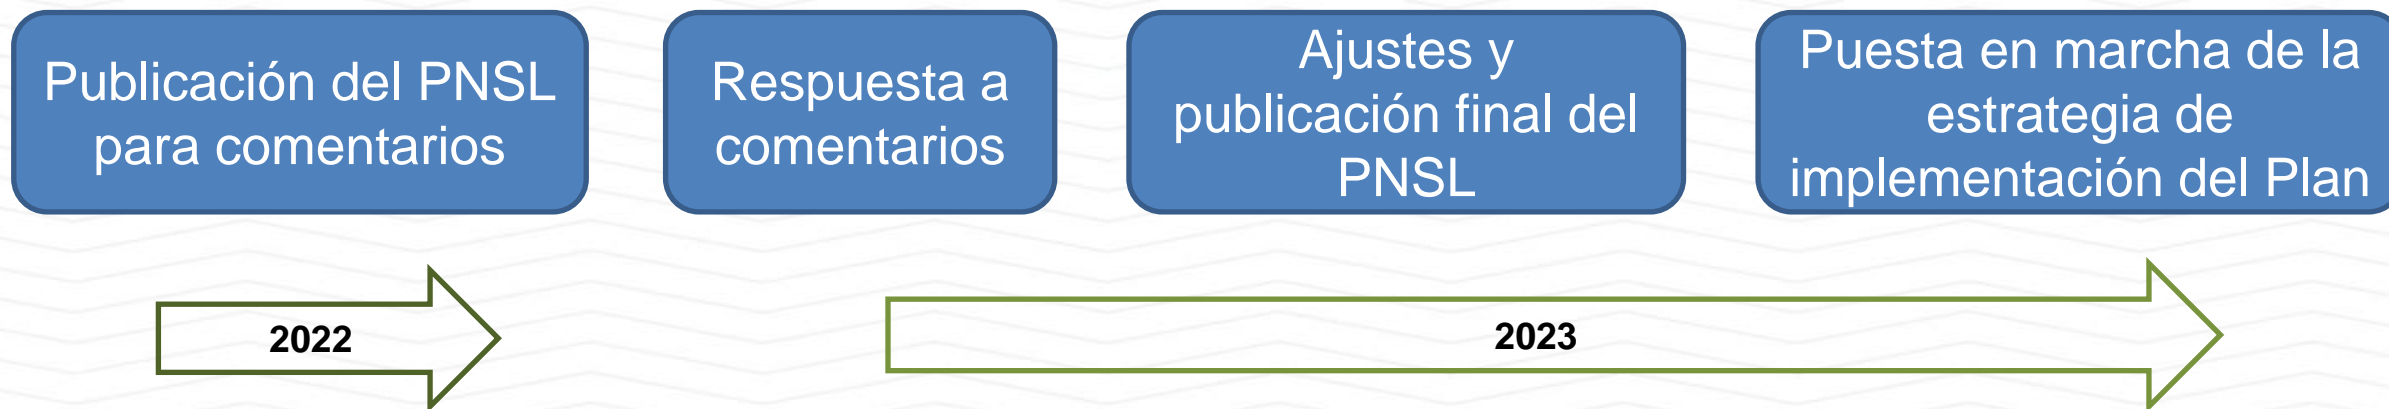 Publicación del PNSL
para comentarios
Respuesta a
comentarios
Ajustes y
publicación final del
PNSL
Puesta en marcha de la
estrategia de
implementación del Plan
2022
2023